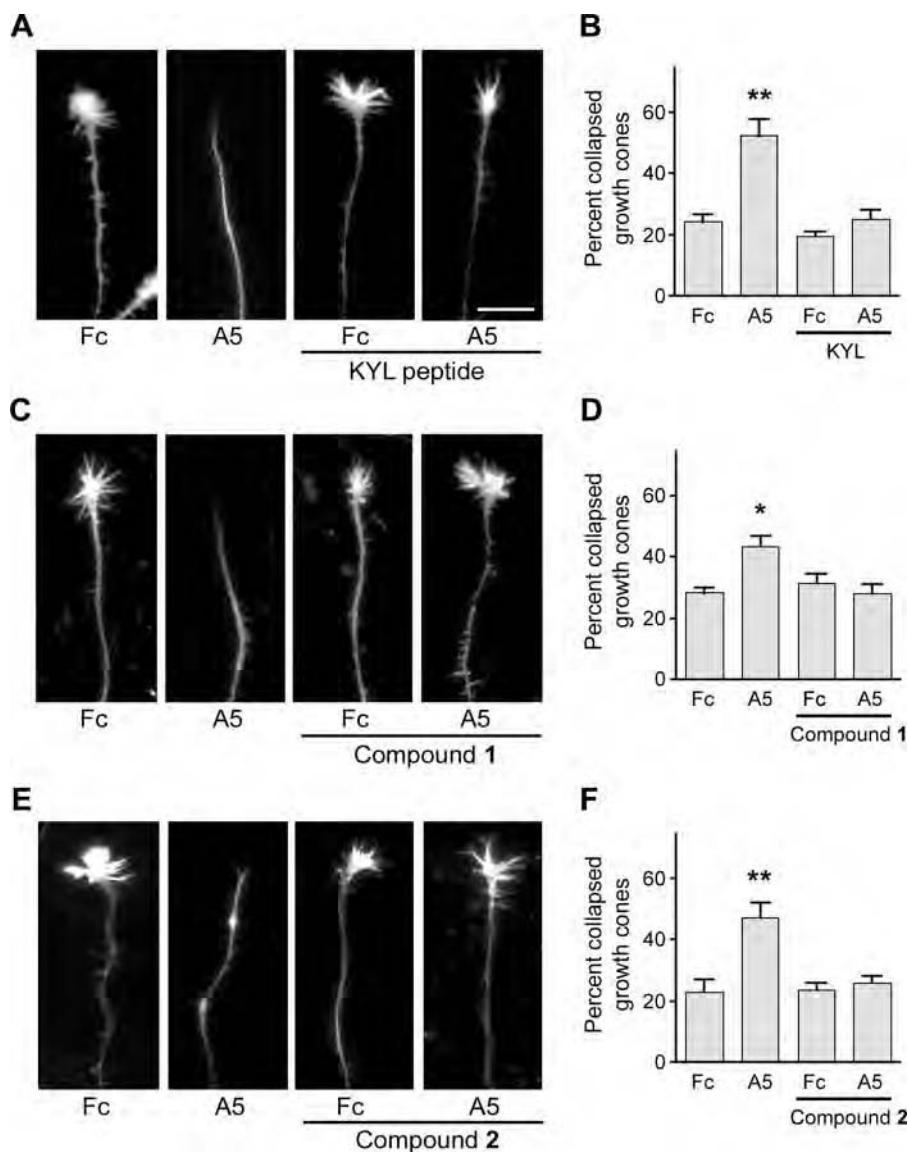 A
B
Fc A5 Fc A5
KYL peptide
Percent collapsed
growth cones
60
40
20
0
**
Fc A5 Fc A5
KYL
C
D
Fc A5 Fc A5
Compound 1
Percent collapsed
growth cones
60
40
20
0
*
Fc A5 Fc A5
Compound 1
E
F
Fc A5 Fc A5
Compound 2
Percent collapsed
growth cones
60
40
20
0
**
Fc A5 Fc A5
Compound 2